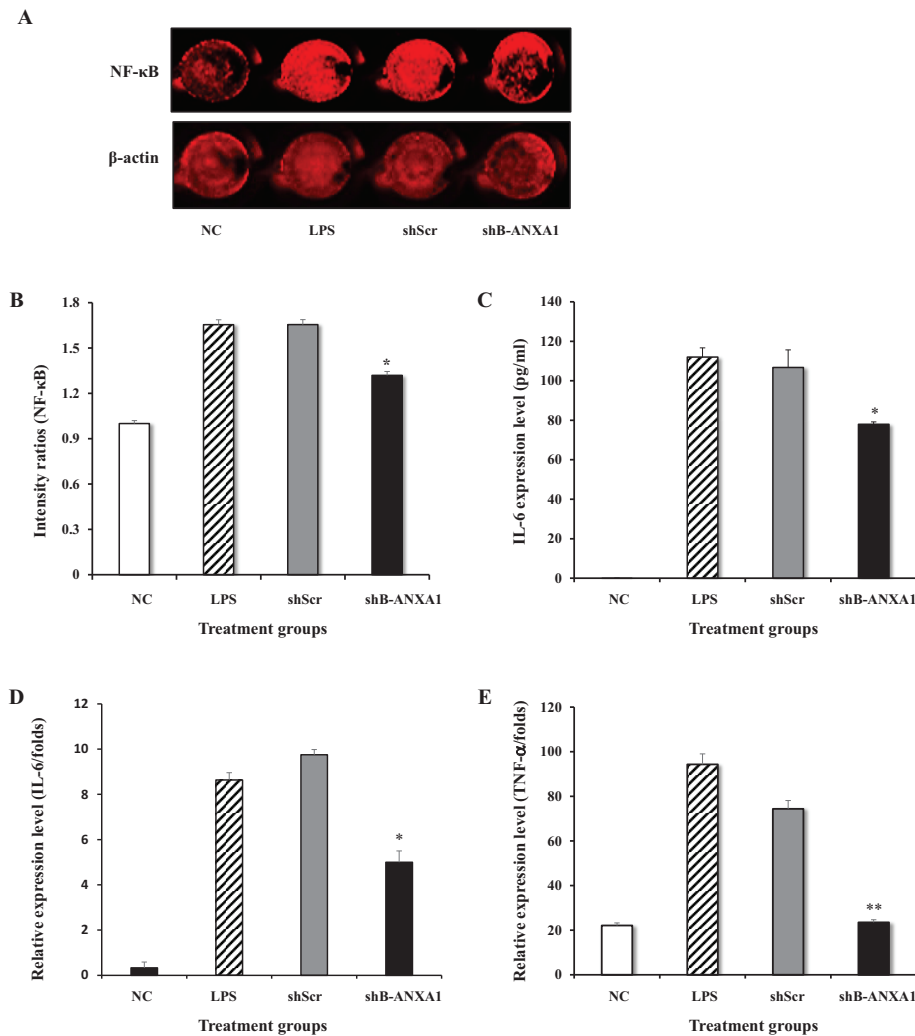 A
NF-κB
β-actin
NC LPS shScr shB-ANXA1
B
Intensity ratios (NF-κB)
1.8
1.5
1.2
0.9
0.6
0.3
0
*
NC LPS shScr shB-ANXA1
Treatment groups
C
IL-6 expression level (pg/ml)
140
120
100
80
60
40
20
0
*
NC LPS shScr shB-ANXA1
Treatment groups
D
Relative expression level (IL-6/folds)
12
10
8
6
4
2
0
*
NC LPS shScr shB-ANXA1
Treatment groups
E
Relative expression level (TNF-α/folds)
120
100
80
60
40
20
0
**
NC LPS shScr shB-ANXA1
Treatment groups